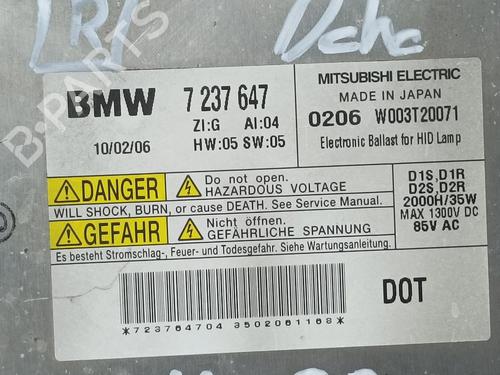 LRI
Dcha
BMW 7 237 647
10/02/06
ZI:G AI:04
HW:05 SW:05
MITSUBISHI ELECTRIC
MADE IN JAPAN
0206 W003T20071
Electronic Ballast for HID Lamp
DANGER
Do not open.
HAZARDOUS VOLTAGE
WILL SHOCK, BURN, or cause DEATH. See Service Manual.
GEFAHR
Nicht öffnen.
GEFÄHRLICHE SPANNUNG
Es besteht Stromschlag-, Feuer- und Todesgefahr. Siehe Wartungsanleitung.
D1S, D1R
D2S, D2R
2000H/35W
MAX 1300V DC
85V AC
DOT
*723764704 3502061168*
B-PARTS